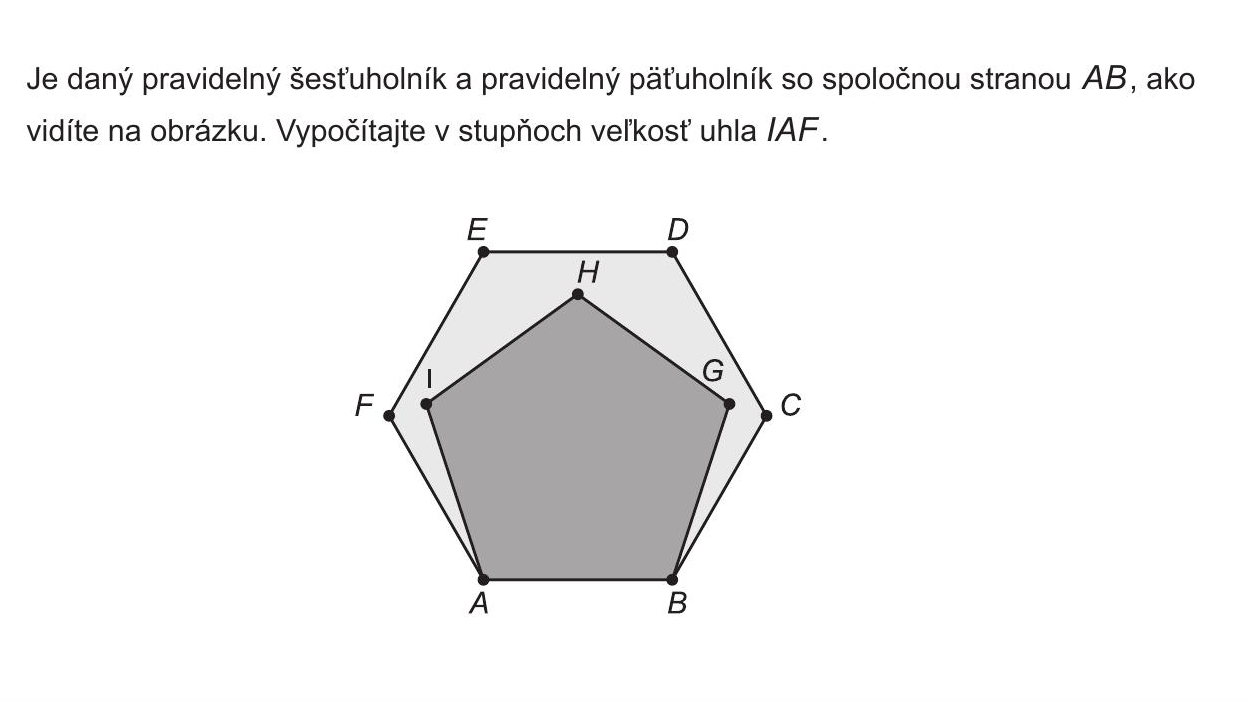 Je daný pravidelný šesťuholník a pravidelný päťuholník so spoločnou stranou AB, ako
vidíte na obrázku. Vypočítajte v stupňoch veľkosť uhla IAF.
E D
H
I G
F C
A B